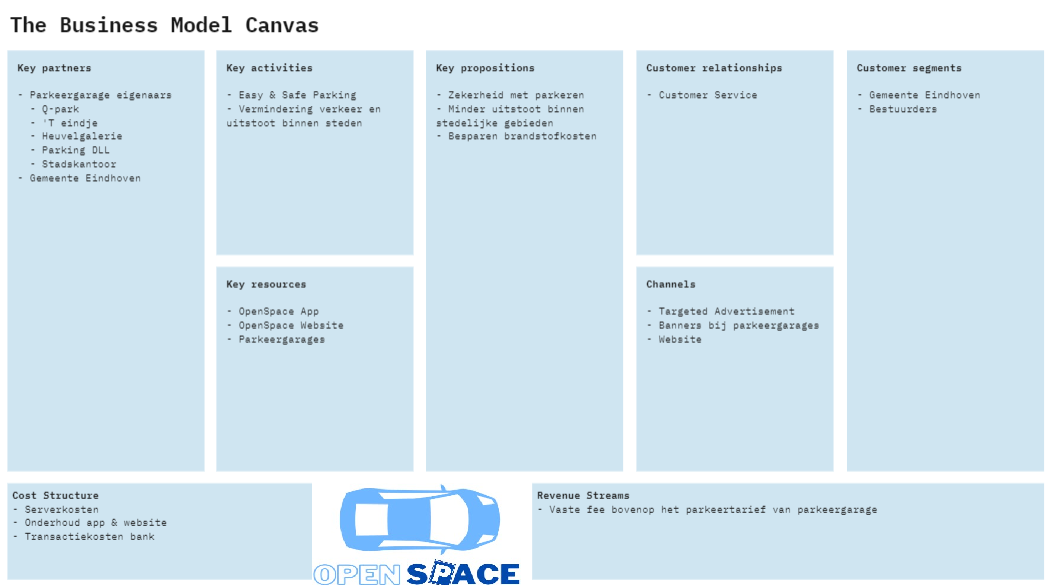 The Business Model Canvas
Key partners
- Parkeergarage eigenaars
- Q-park
- 'T eindje
- Heuvelgalerie
- Parking DLL
- Stadskantoor
- Gemeente Eindhoven
Key activities
- Easy & Safe Parking
- Vermindering verkeer en
uitstoot binnen steden
Key resources
- OpenSpace App
- OpenSpace Website
- Parkeergarages
Key propositions
- Zekerheid met parkeren
- Minder uitstoot binnen
stedelijke gebieden
- Besparen brandstofkosten
Customer relationships
- Customer Service
Channels
- Targeted Advertisement
- Banners bij parkeergarages
- Website
Customer segments
- Gemeente Eindhoven
- Bestuurders
Cost Structure
- Serverkosten
- Onderhoud app & website
- Transactiekosten bank
OPEN SPACE
Revenue Streams
- Vaste fee bovenop het parkeertarief van parkeergarage